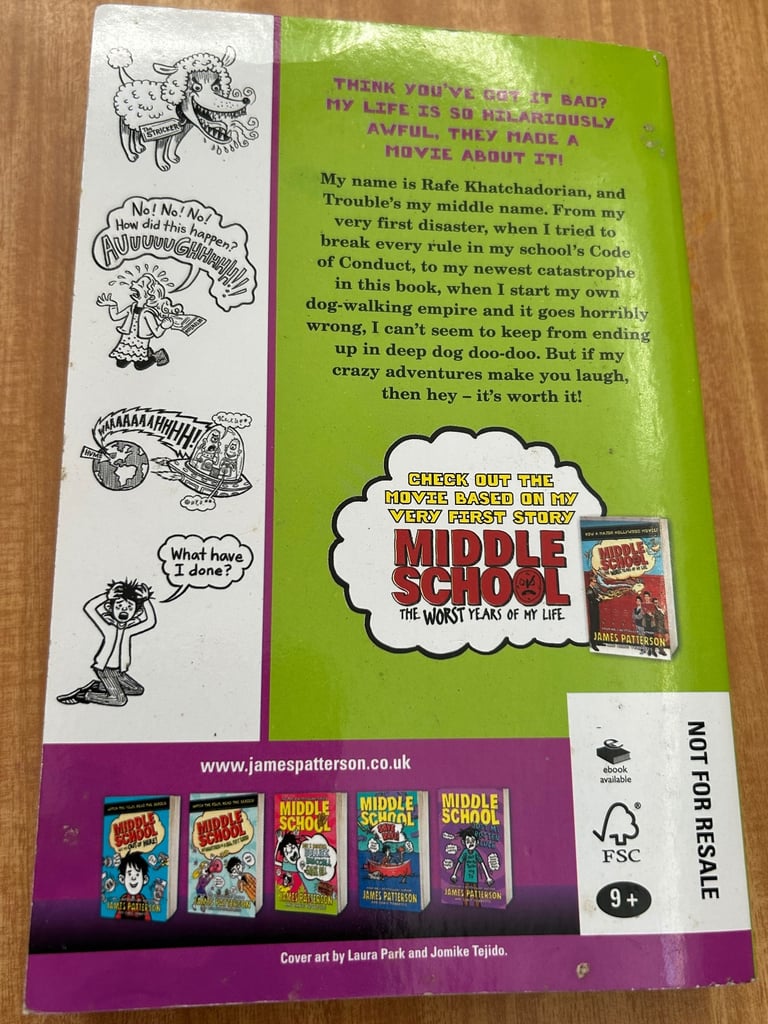 THE STRICKER
No! No! No!
How did this happen?
AUUUUUGHHHHH!!!
WAAAAAAAHHHH!
What have
I done?
THINK YOU'VE GOT IT BAD?
MY LIFE IS SO HILARIOUSLY
AWFUL, THEY MADE A
MOVIE ABOUT IT!
My name is Rafe Khatchadorian, and
Trouble's my middle name. From my
very first disaster, when I tried to
break every rule in my school's Code
of Conduct, to my newest catastrophe
in this book, when I start my own
dog-walking empire and it goes horribly
wrong, I can't seem to keep from ending
up in deep dog doo-doo. But if my
crazy adventures make you laugh,
then hey – it's worth it!
CHECK OUT THE
MOVIE BASED ON MY
VERY FIRST STORY
MIDDLE
SCHOOL
THE WORST YEARS OF MY LIFE
MIDDLE
SCHOOL
JAMES PATTERSON
NOT FOR RESALE
ebook
available
®
FSC
9+
www.jamespatterson.co.uk
MIDDLE
SCHOOL
JAMES PATTERSON
MIDDLE
SCHOOL
JAMES PATTERSON
MIDDLE
SCHOOL
JAMES PATTERSON
MIDDLE
SCHOOL
JAMES PATTERSON
MIDDLE
SCHOOL
JAMES PATTERSON
Cover art by Laura Park and Jomike Tejido.